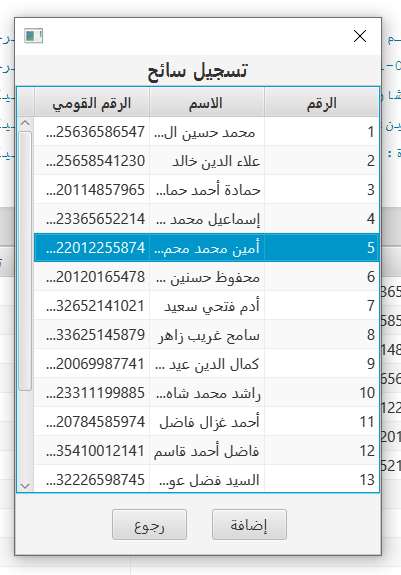 تسجيل سائح
الرقم الاسم الرقم القومي
1 محمد حسين ال... 25636586547...
2 علاء الدين خالد 25658541230...
3 حمادة أحمد حما... 20114857965...
4 إسماعيل محمد ... 23365652214...
5 أمين محمد محم... 22012255874...
6 محفوظ حسنين ... 20120165478...
7 أدم فتحي سعيد 32652141021...
8 سامح غريب زاهر 33625145879...
9 كمال الدين عيد ... 20069987741...
10 راشد محمد شاه... 23311199885...
11 أحمد غزال فاضل 20784585974...
12 فاضل أحمد قاسم 35410012141...
13 السيد فضل عو... 32226598745...
إضافة رجوع